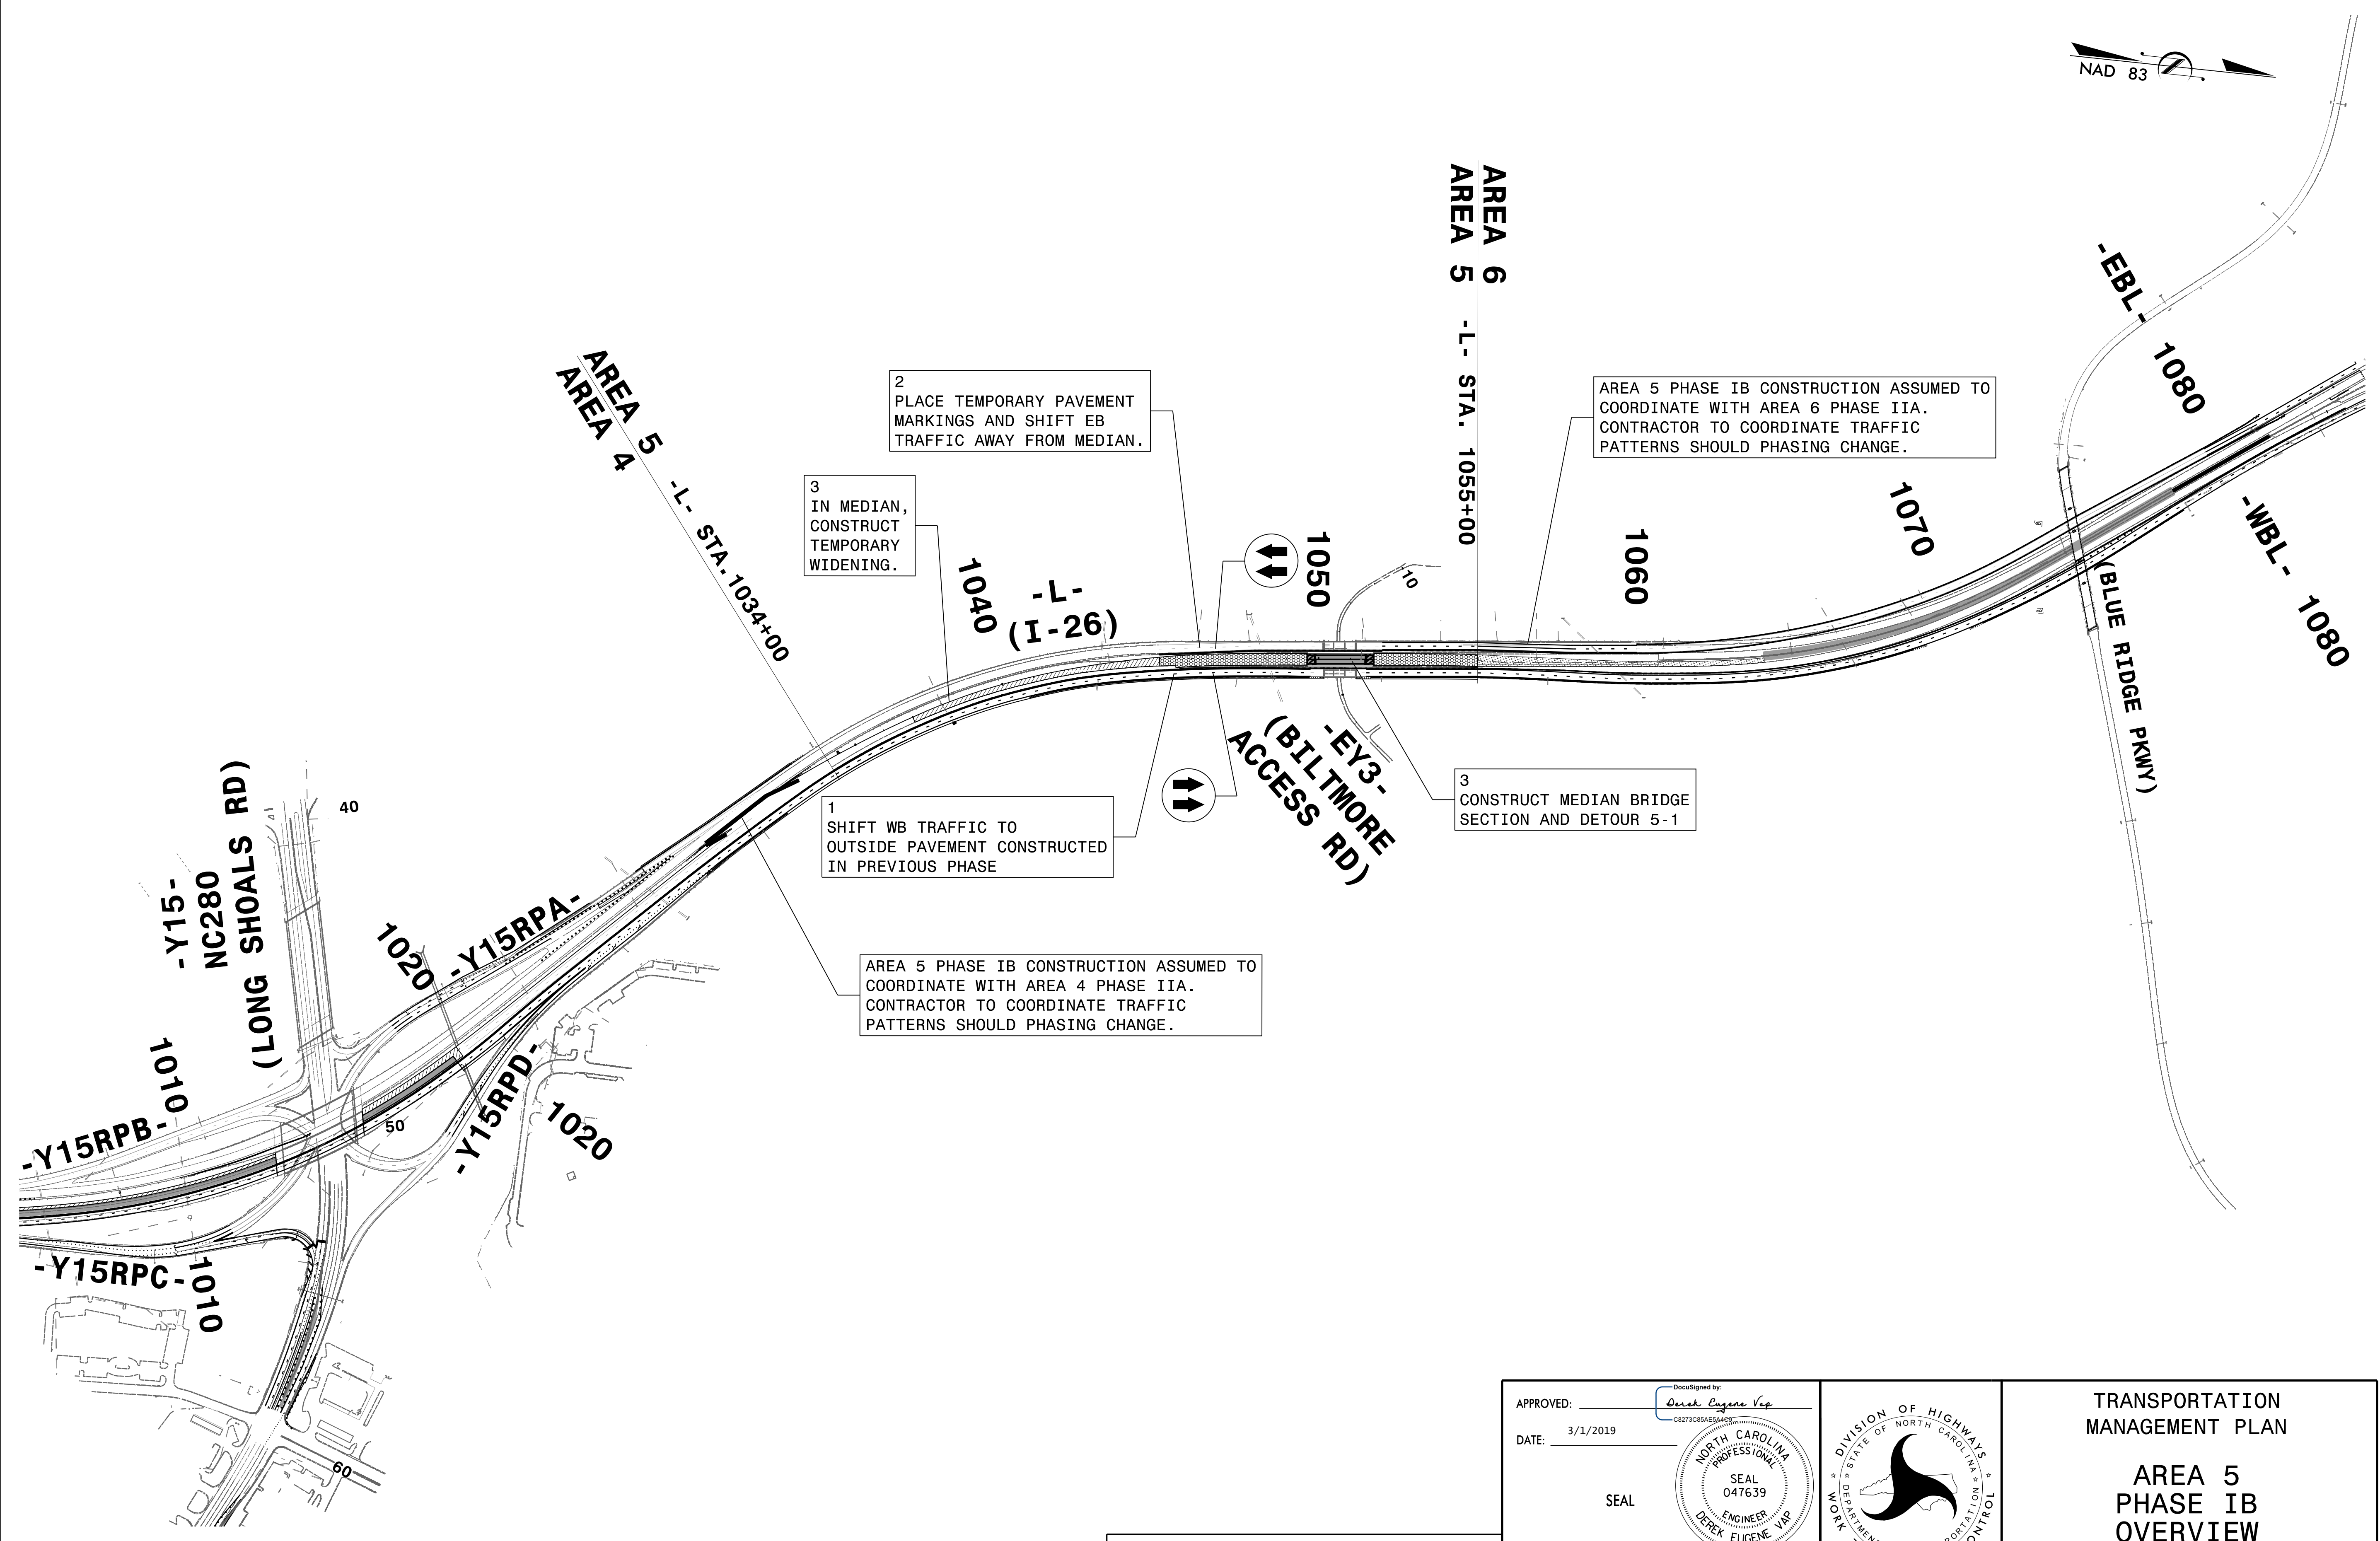 NAD 83
AREA 6
AREA 5
-L- STA. 1055+00
-EBL- 1080
AREA 5
AREA 4
-L- STA.1034+00
2
PLACE TEMPORARY PAVEMENT
MARKINGS AND SHIFT EB
TRAFFIC AWAY FROM MEDIAN.
AREA 5 PHASE IB CONSTRUCTION ASSUMED TO
COORDINATE WITH AREA 6 PHASE IIA.
CONTRACTOR TO COORDINATE TRAFFIC
PATTERNS SHOULD PHASING CHANGE.
3
IN MEDIAN,
CONSTRUCT
TEMPORARY
WIDENING.
1040
-L-
(I-26)
1050
10
1060
1070
-WBL- 1080
(BLUE RIDGE PKWY)
-EY3-
(BILTMORE
ACCESS RD)
3
CONSTRUCT MEDIAN BRIDGE
SECTION AND DETOUR 5-1
1
SHIFT WB TRAFFIC TO
OUTSIDE PAVEMENT CONSTRUCTED
IN PREVIOUS PHASE
AREA 5 PHASE IB CONSTRUCTION ASSUMED TO
COORDINATE WITH AREA 4 PHASE IIA.
CONTRACTOR TO COORDINATE TRAFFIC
PATTERNS SHOULD PHASING CHANGE.
40
-Y15-
NC280
(LONG SHOALS RD)
1020
-Y15RPA-
1010
-Y15RPB-
50
-Y15RPD-
1020
-Y15RPC-
1010
60
APPROVED:
DocuSigned by:
Derek Eugene Vap
C8273C85AE5A4C9...
DATE: 3/1/2019
SEAL
NORTH CAROLINA
PROFESSIONAL
SEAL
047639
ENGINEER
DEREK EUGENE VAP
DIVISION OF HIGHWAYS
STATE OF NORTH CAROLINA
WORK
TRANSPORTATION
MANAGEMENT PLAN
AREA 5
PHASE IB
OVERVIEW